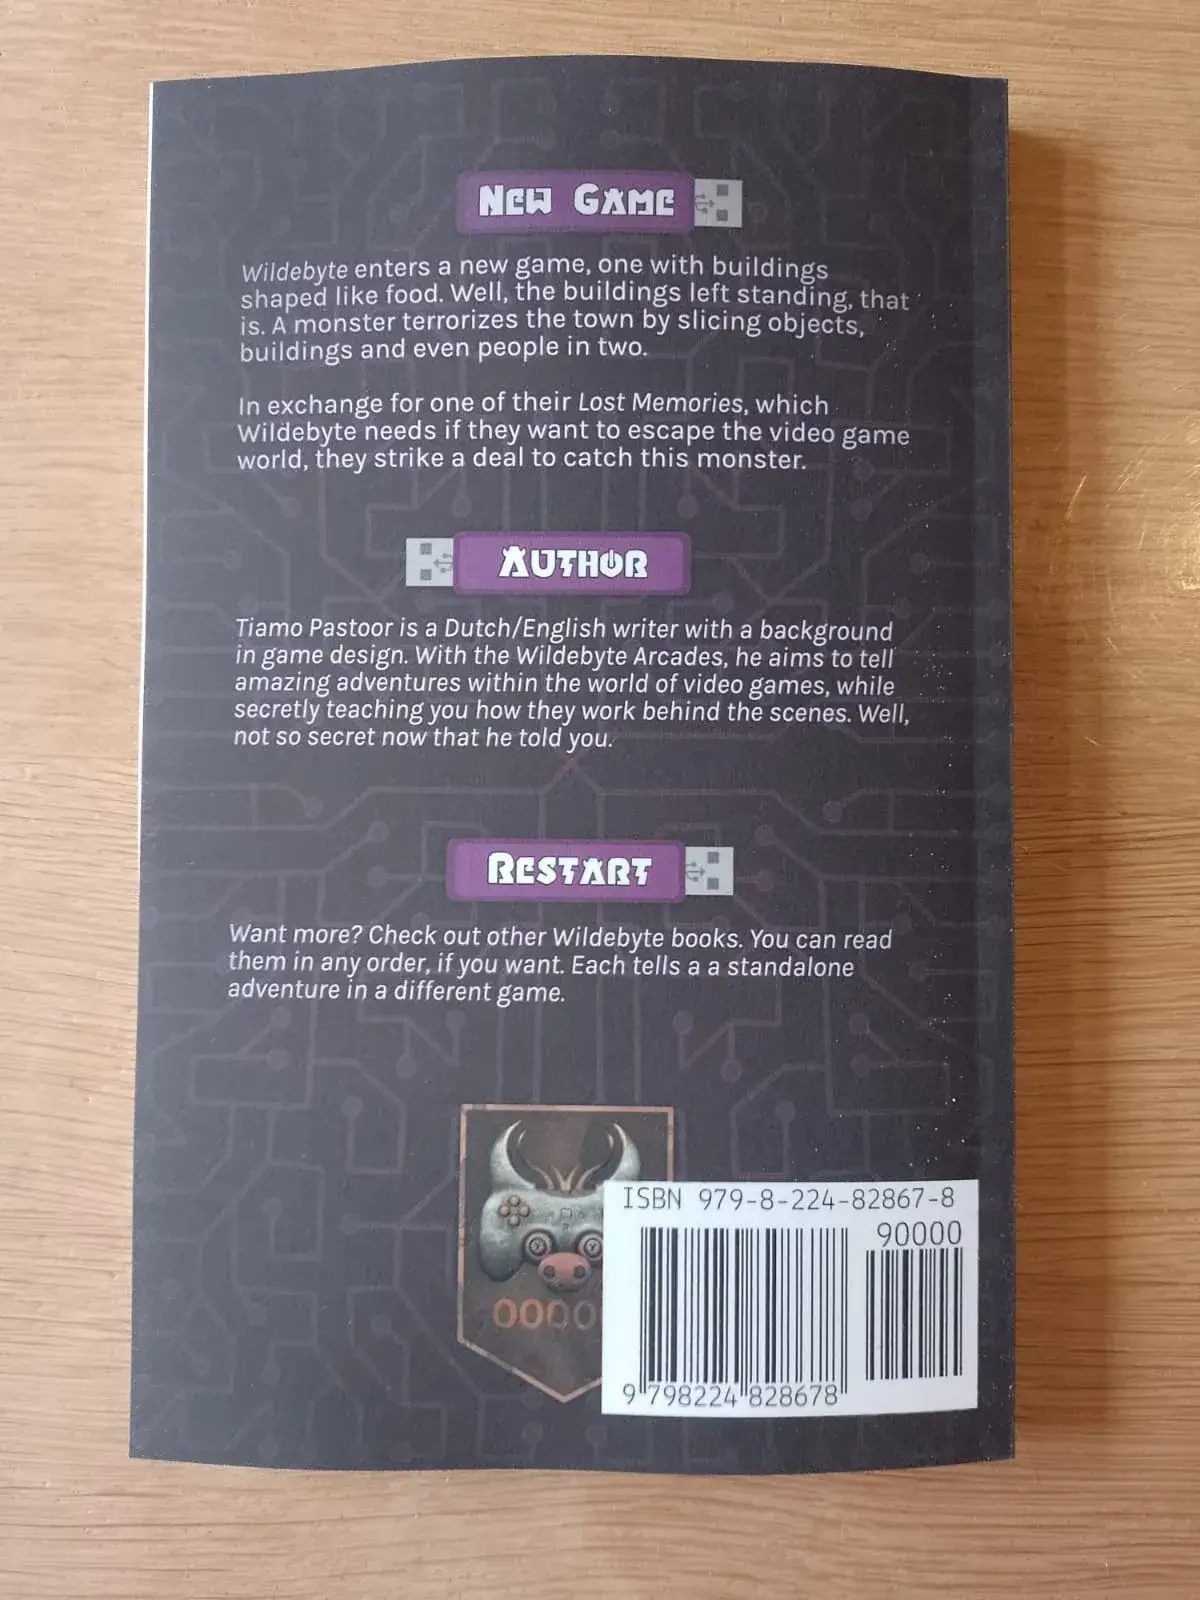 New Game
Wildebyte enters a new game, one with buildings
shaped like food. Well, the buildings left standing, that
is. A monster terrorizes the town by slicing objects,
buildings and even people in two.
In exchange for one of their Lost Memories, which
Wildebyte needs if they want to escape the video game
world, they strike a deal to catch this monster.
Author
Tiamo Pastoor is a Dutch/English writer with a background
in game design. With the Wildebyte Arcades, he aims to tell
amazing adventures within the world of video games, while
secretly teaching you how they work behind the scenes. Well,
not so secret now that he told you.
Restart
Want more? Check out other Wildebyte books. You can read
them in any order, if you want. Each tells a a standalone
adventure in a different game.
ISBN 979-8-224-82867-8
90000
9 798224 828678